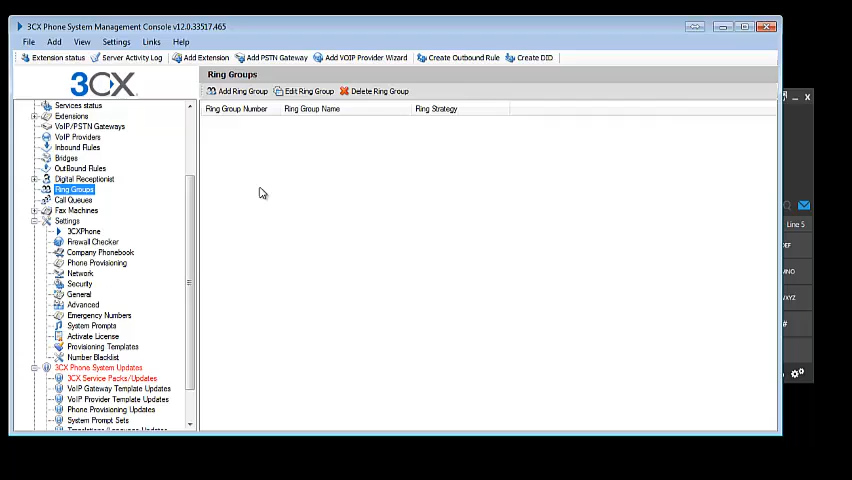 3CX Phone System Management Console v12.0.33517.465
File Add View Settings Links Help
Extension status Server Activity Log Add Extension Add PSTN Gateway Add VOIP Provider Wizard Create Outbound Rule Create DID
3CX
Ring Groups
Add Ring Group Edit Ring Group Delete Ring Group
Ring Group Number Ring Group Name Ring Strategy
Services status
Extensions
VoIP/PSTN Gateways
VoIP Providers
Inbound Rules
Bridges
OutBound Rules
Digital Receptionist
Ring Groups
Call Queues
Fax Machines
Settings
3CXPhone
Firewall Checker
Company Phonebook
Phone Provisioning
Network
Security
General
Advanced
Emergency Numbers
System Prompts
Activate License
Provisioning Templates
Number Blacklist
3CX Phone System Updates
3CX Service Packs/Updates
VoIP Gateway Template Updates
VoIP Provider Template Updates
Phone Provisioning Updates
System Prompt Sets
Translations/Language Updates
Line 5
DEF
MNO
WXYZ
#